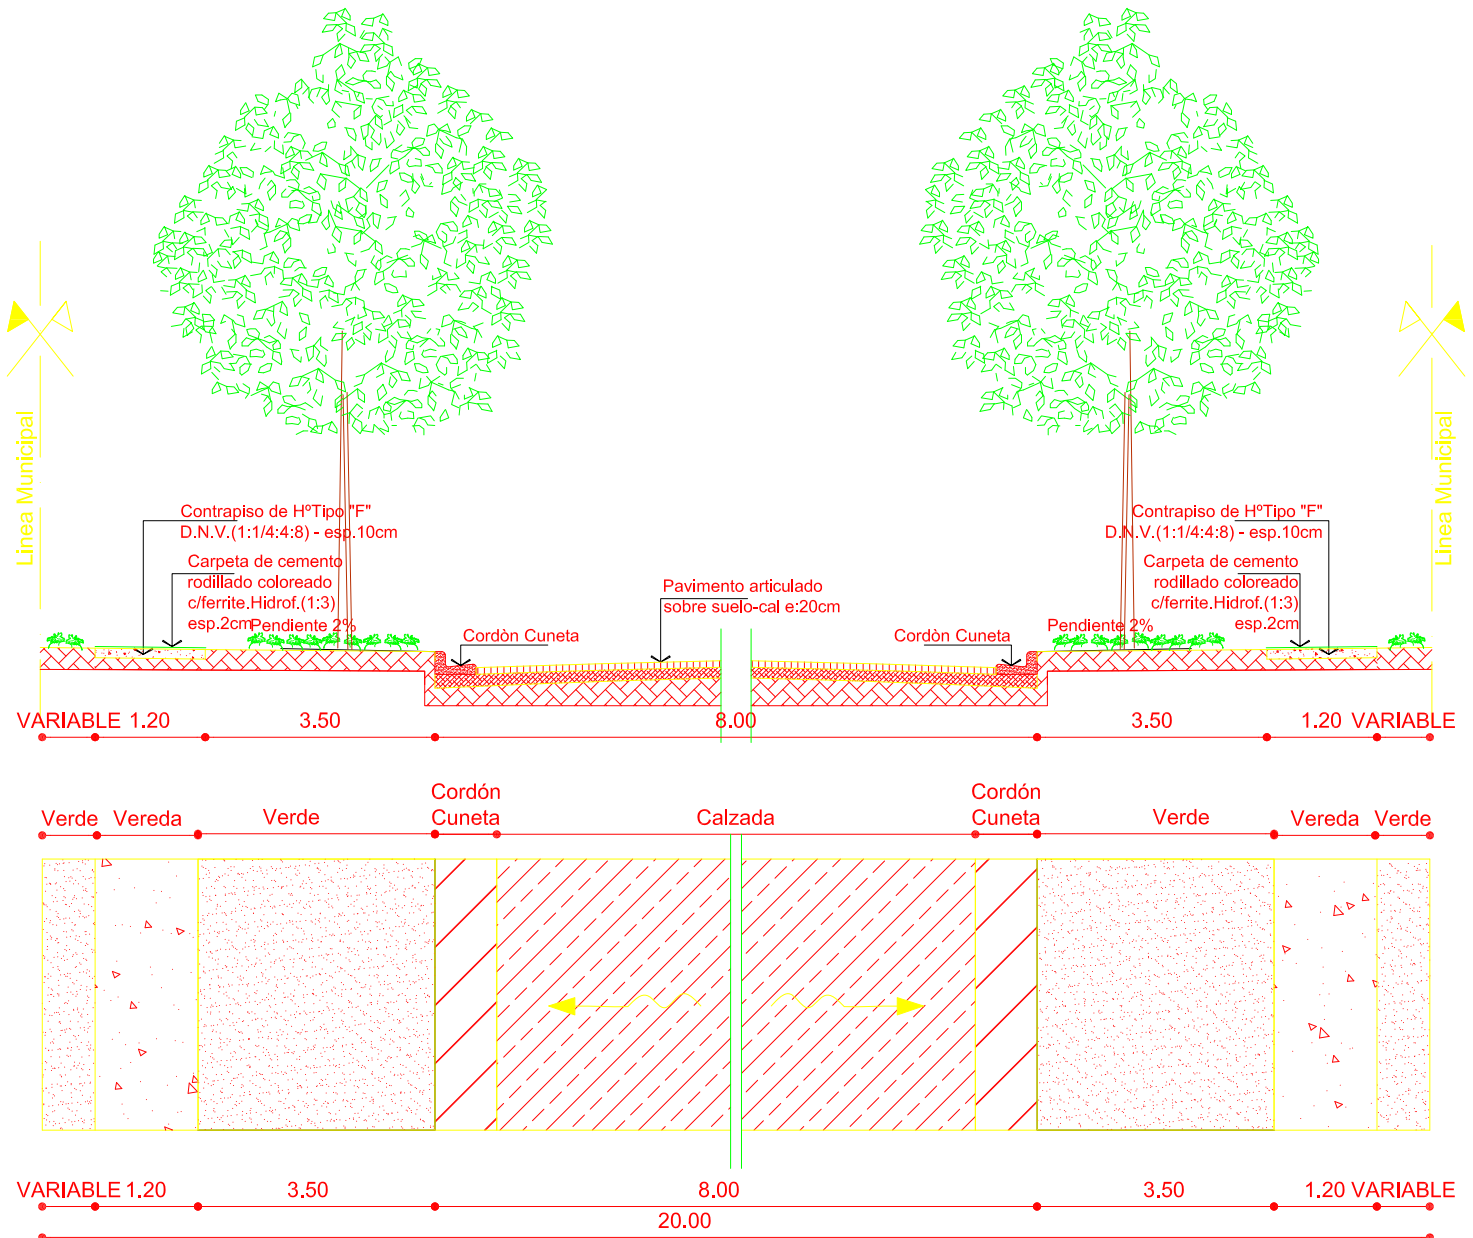 Linea Municipal
Linea Municipal
Contrapiso de HºTipo "F"
D.N.V.(1:1/4:4:8) - esp.10cm
Carpeta de cemento
rodillado coloreado
c/ferrite.Hidrof.(1:3)
esp.2cm
Pendiente 2%
Cordòn Cuneta
Pavimento articulado
sobre suelo-cal e:20cm
Cordòn Cuneta
Contrapiso de HºTipo "F"
D.N.V.(1:1/4:4:8) - esp.10cm
Carpeta de cemento
rodillado coloreado
c/ferrite.Hidrof.(1:3)
esp.2cm
Pendiente 2%
VARIABLE 1.20 3.50 8.00 3.50 1.20 VARIABLE
Verde Vereda Verde
Cordón
Cuneta
Calzada
Cordón
Cuneta
Verde Vereda Verde
VARIABLE 1.20 3.50 8.00 3.50 1.20 VARIABLE
20.00